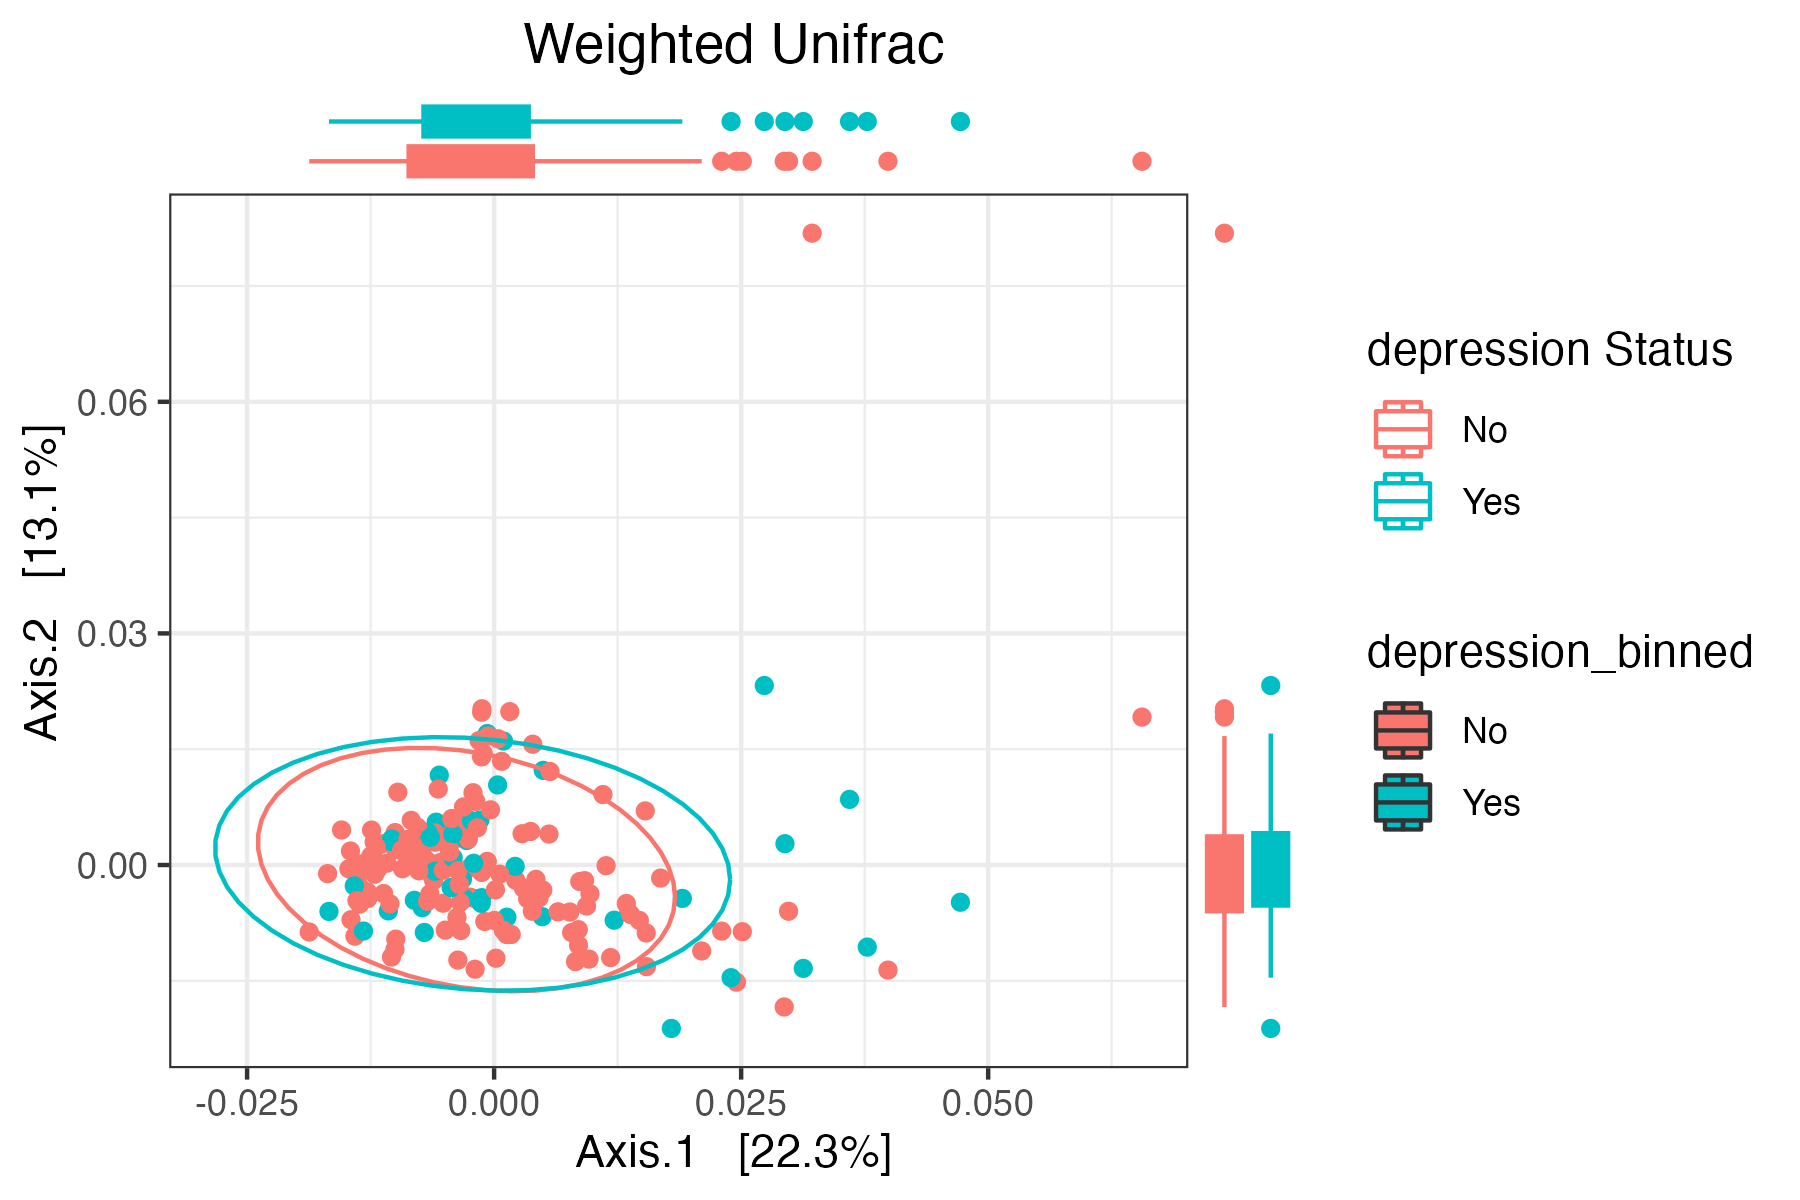 Weighted Unifrac
Axis.2   [13.1%]
0.06
0.03
0.00
-0.025
0.000
0.025
0.050
Axis.1   [22.3%]
depression Status
No
Yes
depression_binned
No
Yes